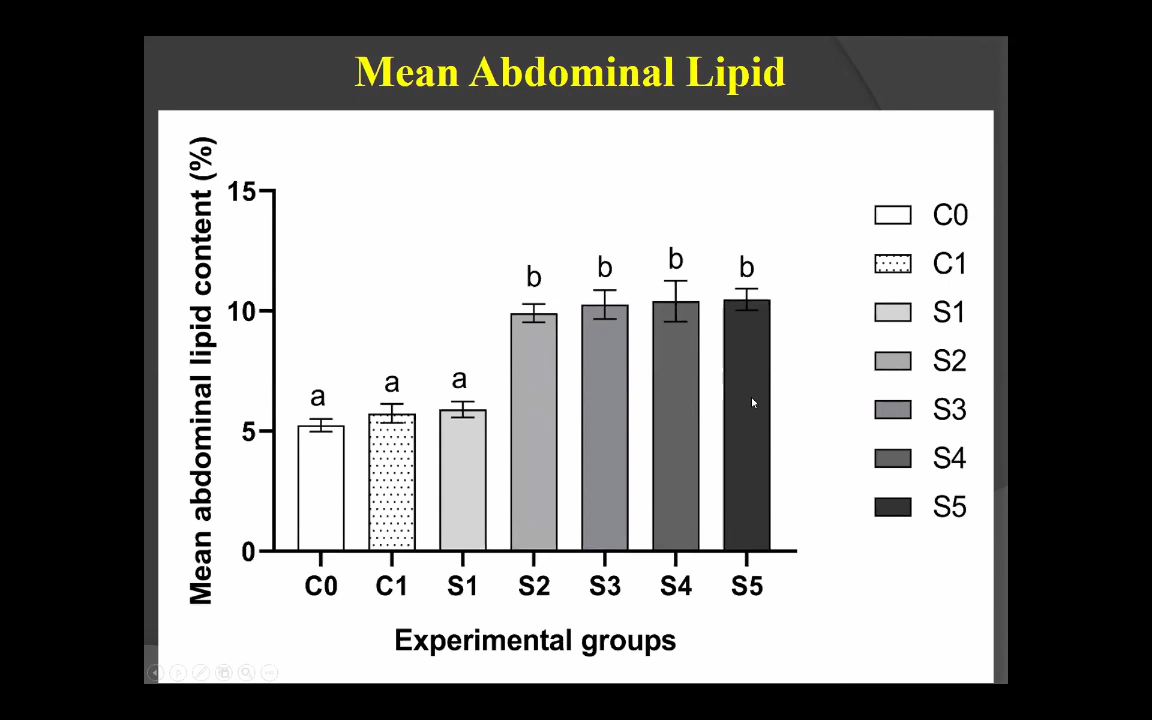 Mean Abdominal Lipid
Mean abdominal lipid content (%)
15
10
5
0
a
a
a
b
b
b
b
C0
C1
S1
S2
S3
S4
S5
Experimental groups
C0
C1
S1
S2
S3
S4
S5